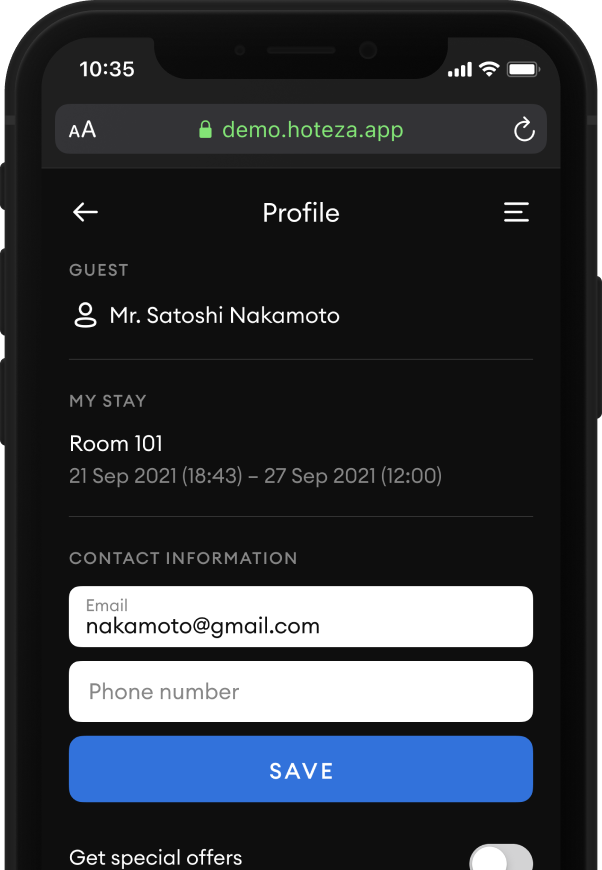 10:35
AA
demo.hoteza.app
Profile
GUEST
Mr. Satoshi Nakamoto
MY STAY
Room 101
21 Sep 2021 (18:43) – 27 Sep 2021 (12:00)
CONTACT INFORMATION
Email
nakamoto@gmail.com
Phone number
SAVE
Get special offers